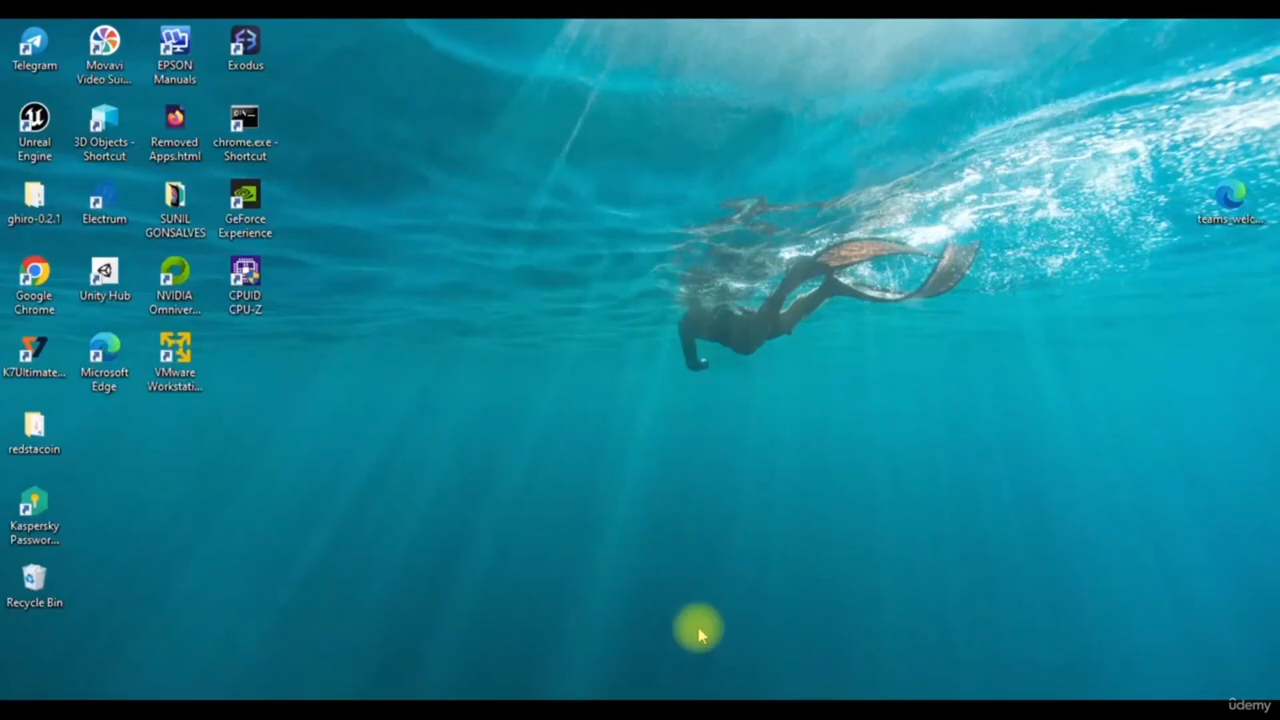 Telegram
Movavi
Video Sui...
EPSON
Manuals
Exodus
Unreal
Engine
3D Objects -
Shortcut
Removed
Apps.html
chrome.exe -
Shortcut
ghiro-0.2.1
Electrum
SUNIL
GONSALVES
GeForce
Experience
Google
Chrome
Unity Hub
NVIDIA
Omniver...
CPUID
CPU-Z
K7Ultimate...
Microsoft
Edge
VMware
Workstati...
redstacoin
Kaspersky
Passwor...
Recycle Bin
teams_welc...
ûdemy